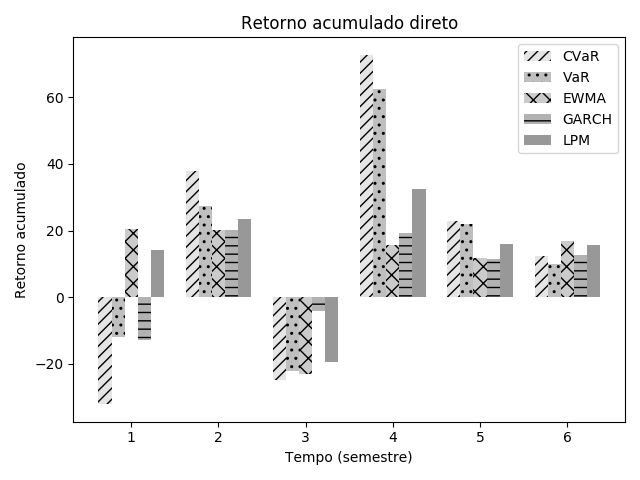 Retorno acumulado direto
CVaR
VaR
EWMA
GARCH
LPM
Retorno acumulado
60
40
20
0
−20
1 2 3 4 5 6
Tempo (semestre)